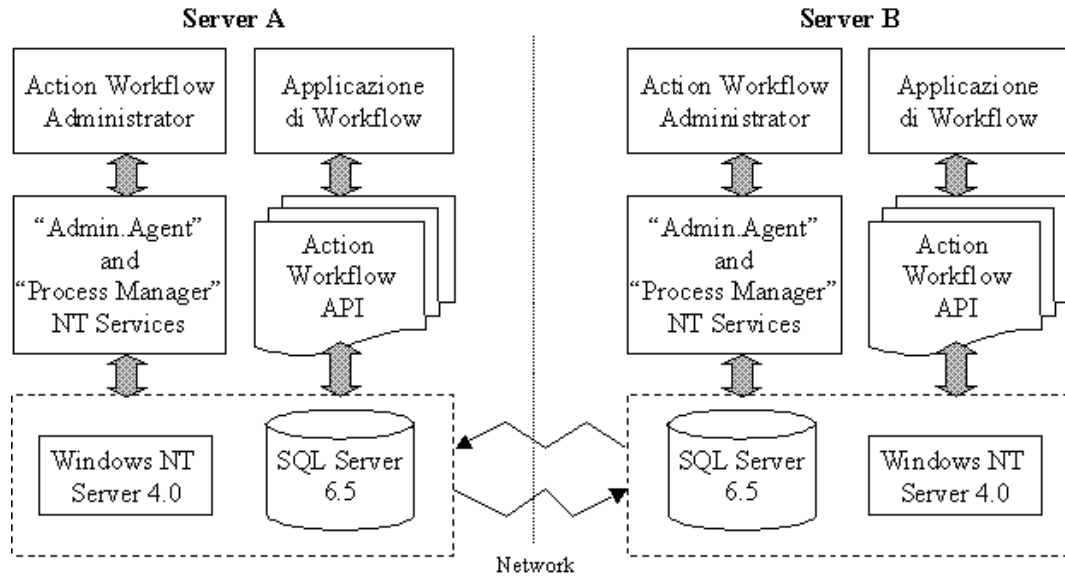 Server A
Action Workflow
Administrator
Applicazione
di Workflow
“Admin.Agent”
and
“Process Manager”
NT Services
Action
Workflow
API
Windows NT
Server 4.0
SQL Server
6.5
Server B
Action Workflow
Administrator
Applicazione
di Workflow
“Admin.Agent”
and
“Process Manager”
NT Services
Action
Workflow
API
SQL Server
6.5
Windows NT
Server 4.0
Network